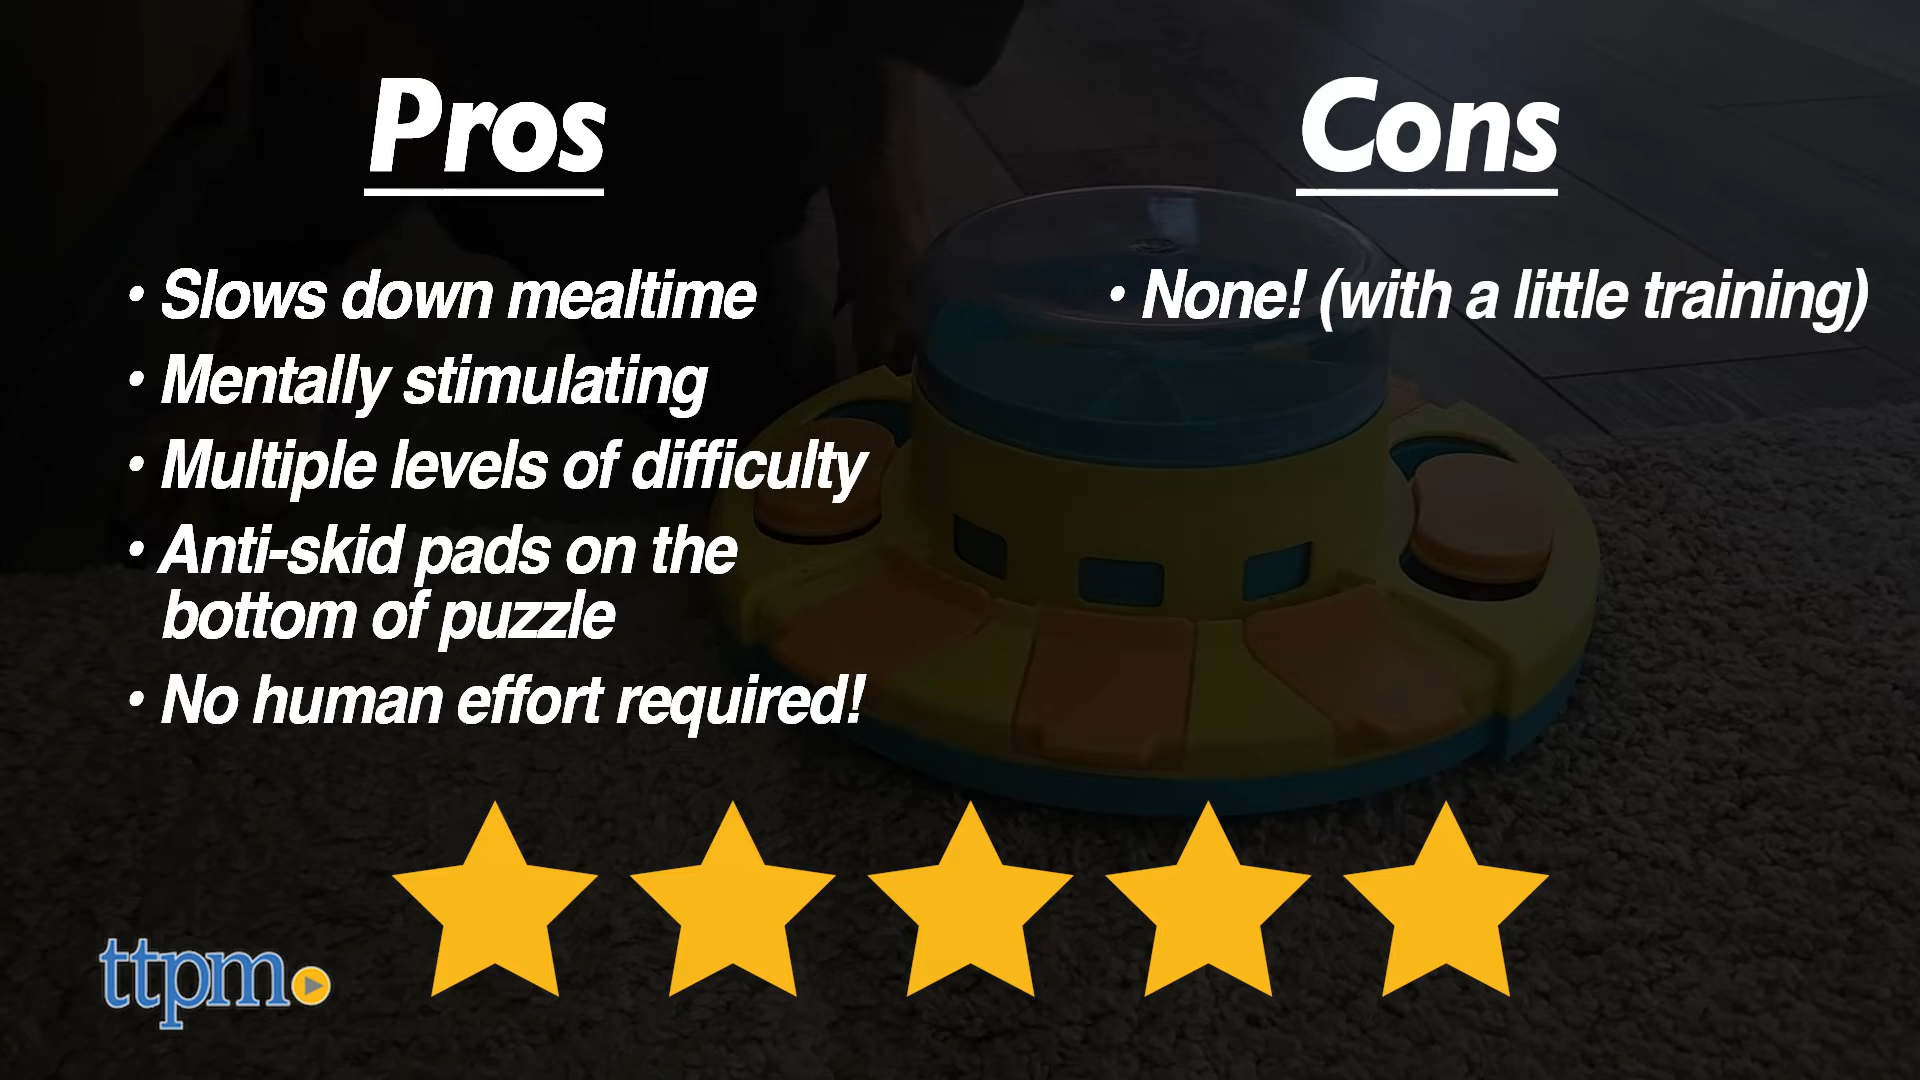 Pros
• Slows down mealtime
• Mentally stimulating
• Multiple levels of difficulty
• Anti-skid pads on the
bottom of puzzle
• No human effort required!
Cons
• None! (with a little training)
ttpm